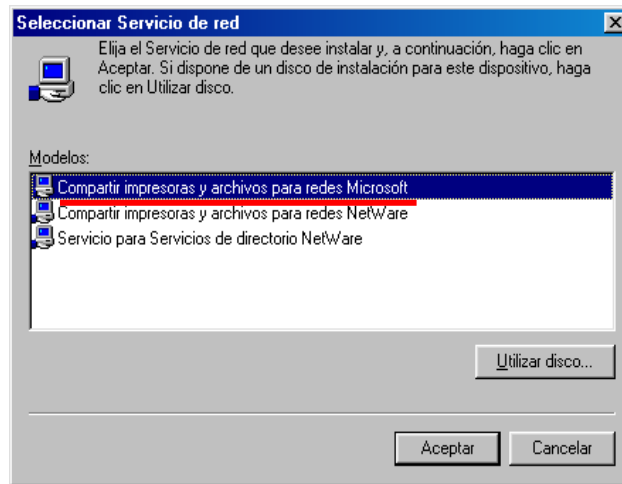 Seleccionar Servicio de red
Elija el Servicio de red que desee instalar y, a continuación, haga clic en
Aceptar. Si dispone de un disco de instalación para este dispositivo, haga
clic en Utilizar disco.
Modelos:
Compartir impresoras y archivos para redes Microsoft
Compartir impresoras y archivos para redes NetWare
Servicio para Servicios de directorio NetWare
Utilizar disco...
Aceptar
Cancelar